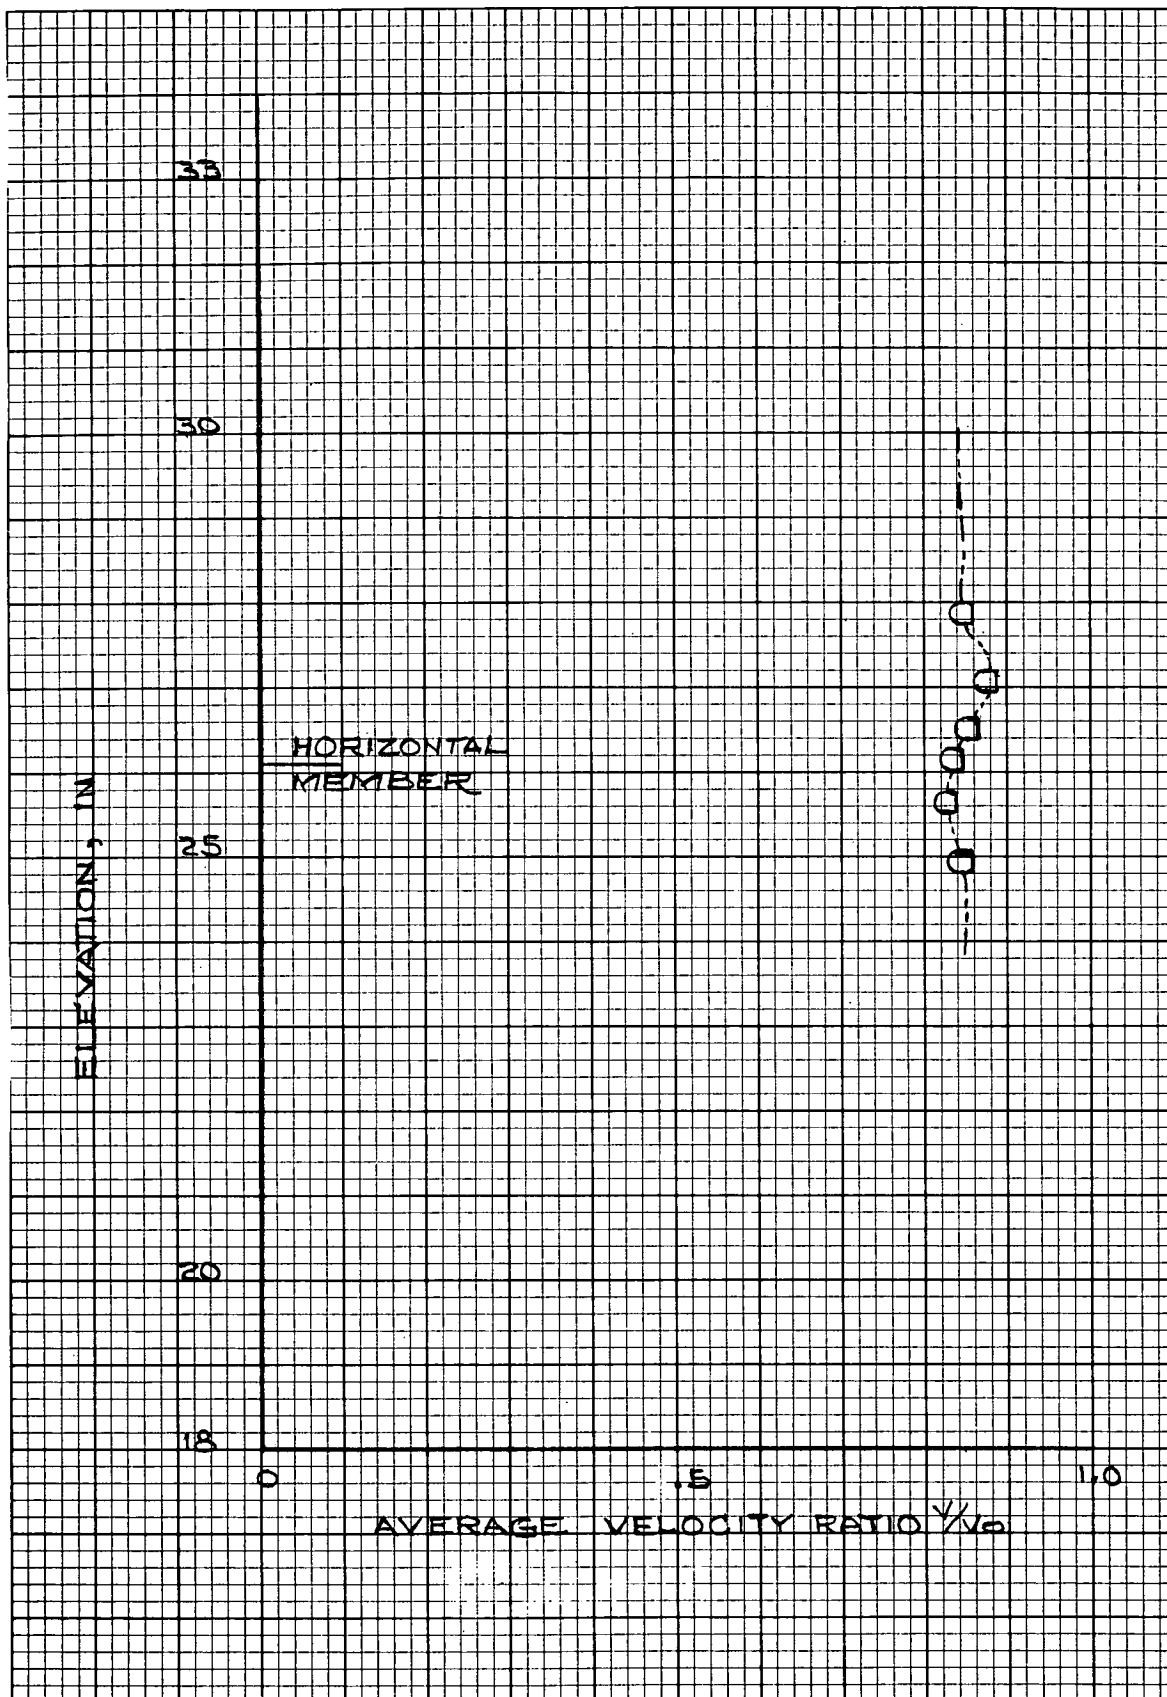 33
30
HORIZONTAL
MEMBER
ELEVATION, IN
25
20
18
0 .5 1.0
AVERAGE VELOCITY RATIO V/Vo